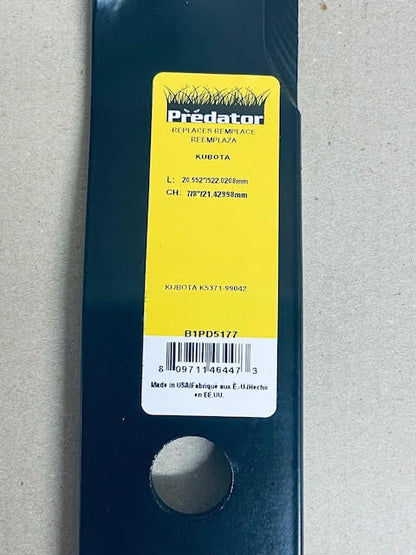 Prëdator
REPLACES REMPLACE
REEMPLAZA
KUBOTA
L: 20.552"/522.0208mm
CH: 7/8"/21.42998mm
KUBOTA K5371-99042
B1PD5177
8 09711 46447 3
Made in USA/Fabriqué aux É.-U./Hecho
en EE.UU.